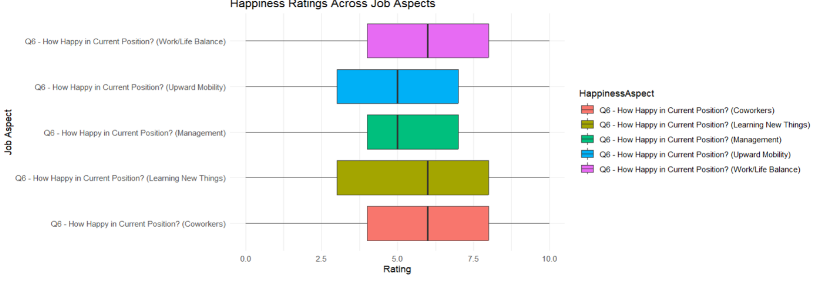 Happiness Ratings Across Job Aspects
Q6 - How Happy in Current Position? (Work/Life Balance)
Q6 - How Happy in Current Position? (Upward Mobility)
Q6 - How Happy in Current Position? (Management)
Q6 - How Happy in Current Position? (Learning New Things)
Q6 - How Happy in Current Position? (Coworkers)
Job Aspect
0.0 2.5 5.0 7.5 10.0
Rating
HappinessAspect
Q6 - How Happy in Current Position? (Coworkers)
Q6 - How Happy in Current Position? (Learning New Things)
Q6 - How Happy in Current Position? (Management)
Q6 - How Happy in Current Position? (Upward Mobility)
Q6 - How Happy in Current Position? (Work/Life Balance)